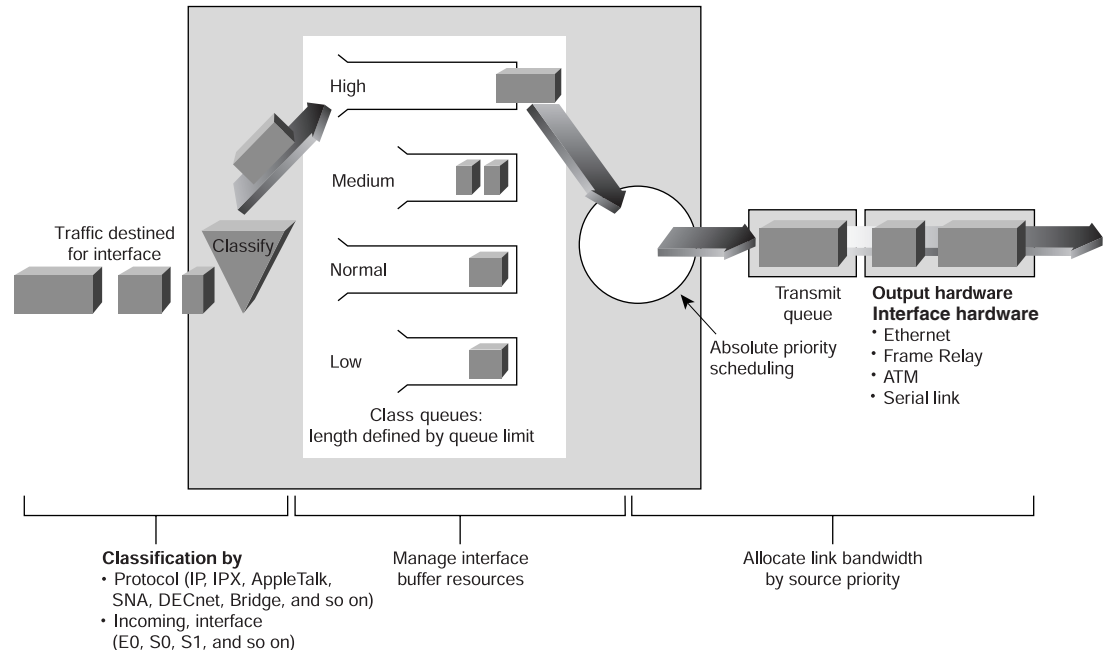 High
Medium
Traffic destined
for interface
Classify
Normal
Low
Class queues:
length defined by queue limit
Absolute priority
scheduling
Transmit
queue
Output hardware
Interface hardware
• Ethernet
• Frame Relay
• ATM
• Serial link
Classification by
• Protocol (IP, IPX, AppleTalk,
SNA, DECnet, Bridge, and so on)
• Incoming, interface
(E0, S0, S1, and so on)
Manage interface
buffer resources
Allocate link bandwidth
by source priority